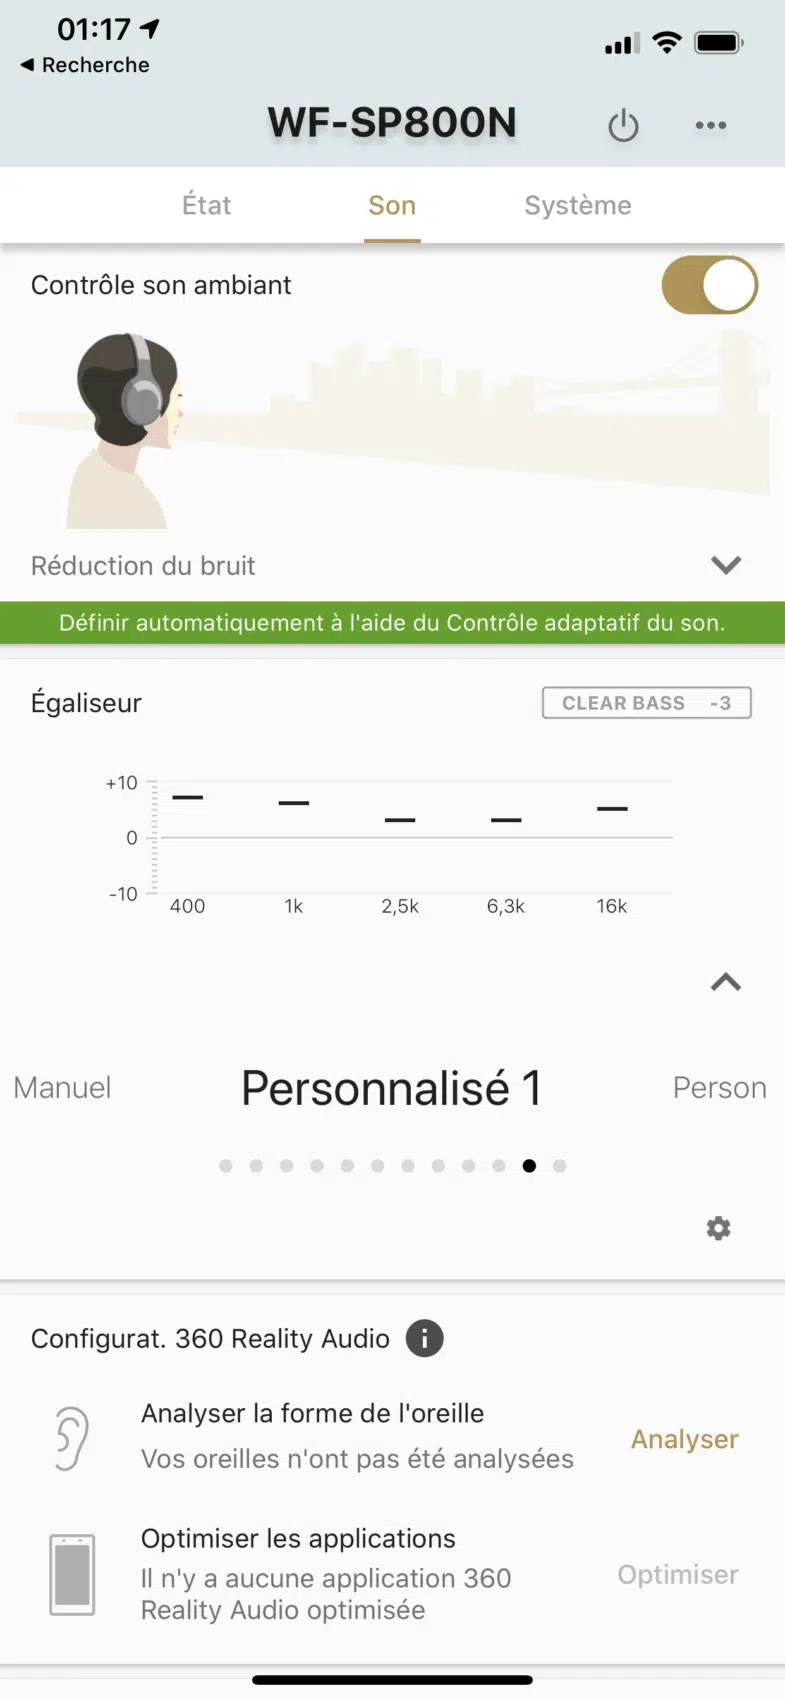 01:17
Recherche
WF-SP800N
État Son Système
Contrôle son ambiant
Réduction du bruit
Définir automatiquement à l'aide du Contrôle adaptatif du son.
Égaliseur CLEAR BASS -3
+10
0
-10
400 1k 2,5k 6,3k 16k
Manuel Personnalisé 1 Person
Configurat. 360 Reality Audio i
Analyser la forme de l'oreille
Vos oreilles n'ont pas été analysées
Analyser
Optimiser les applications
Il n'y a aucune application 360
Reality Audio optimisée
Optimiser